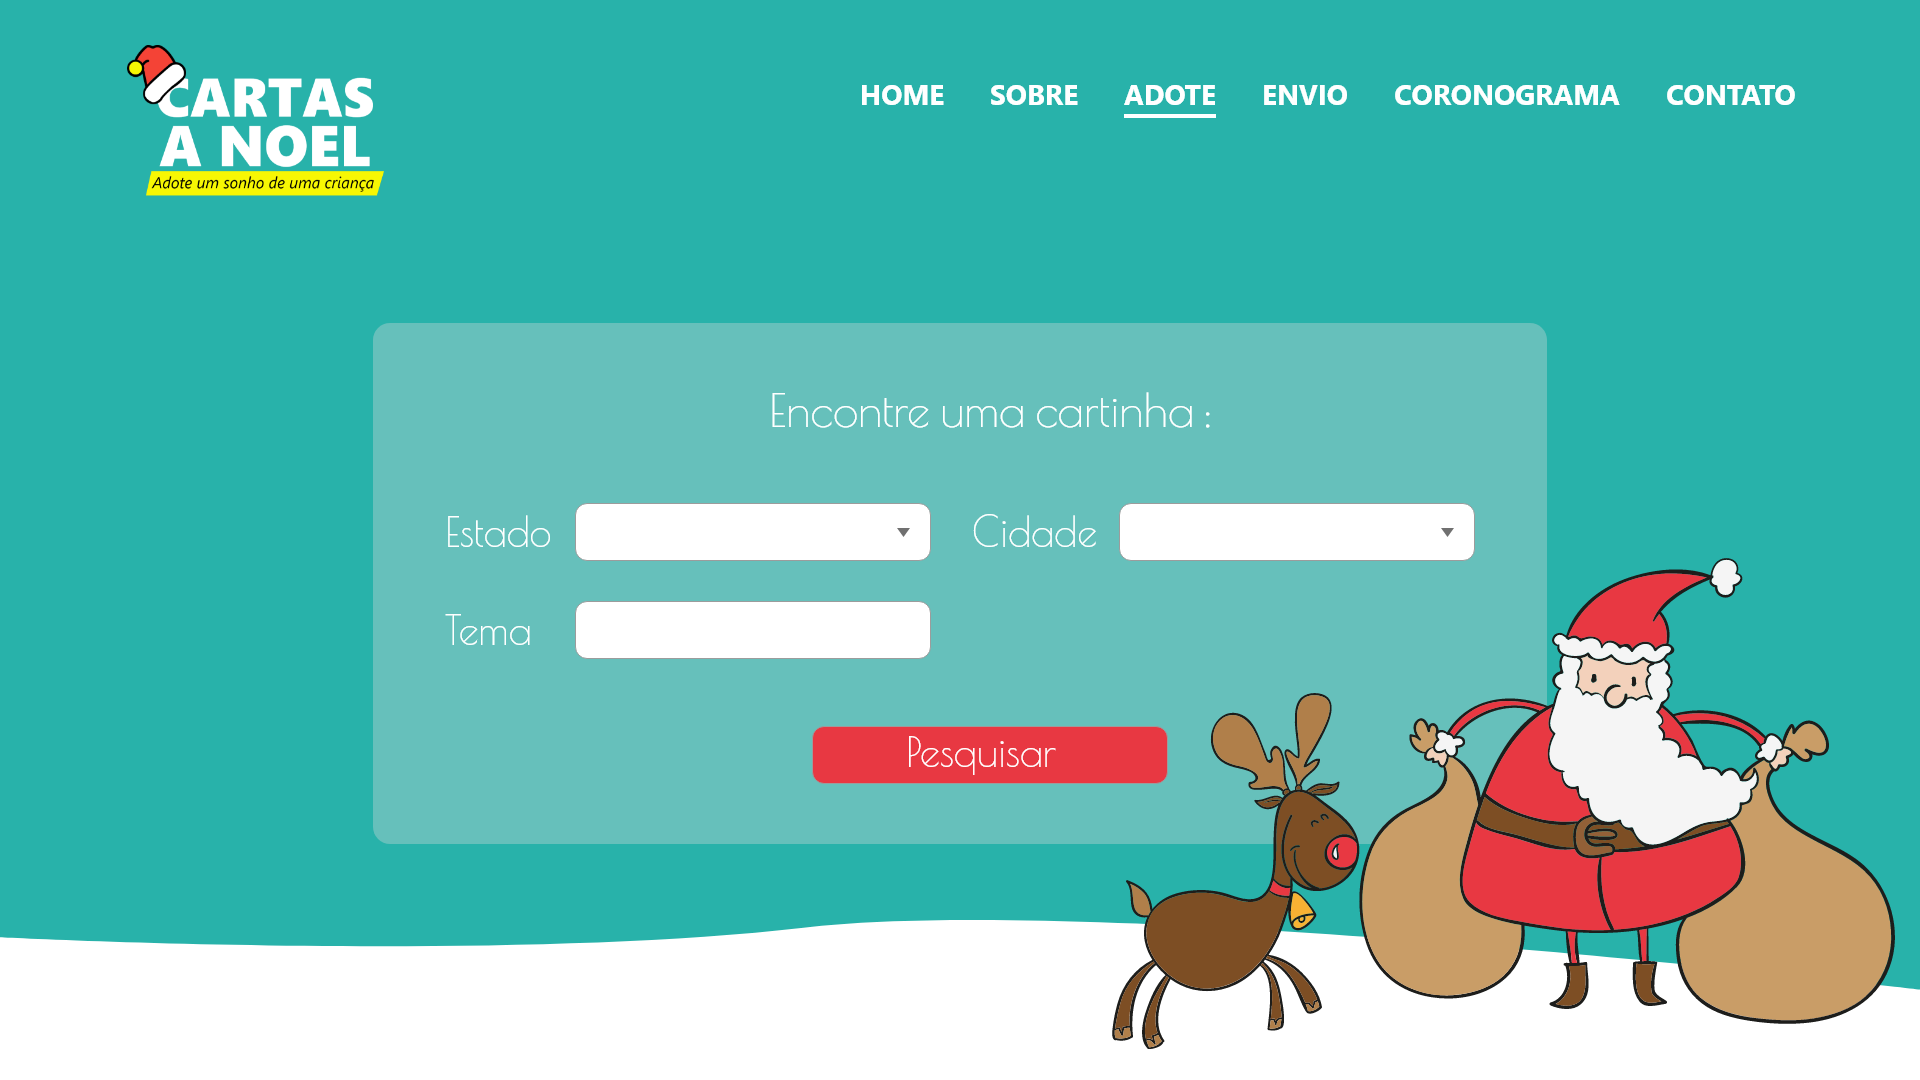 CARTAS
A NOEL
Adote um sonho de uma criança
HOME SOBRE ADOTE ENVIO CORONOGRAMA CONTATO
Encontre uma cartinha :
Estado
Cidade
Tema
Pesquisar